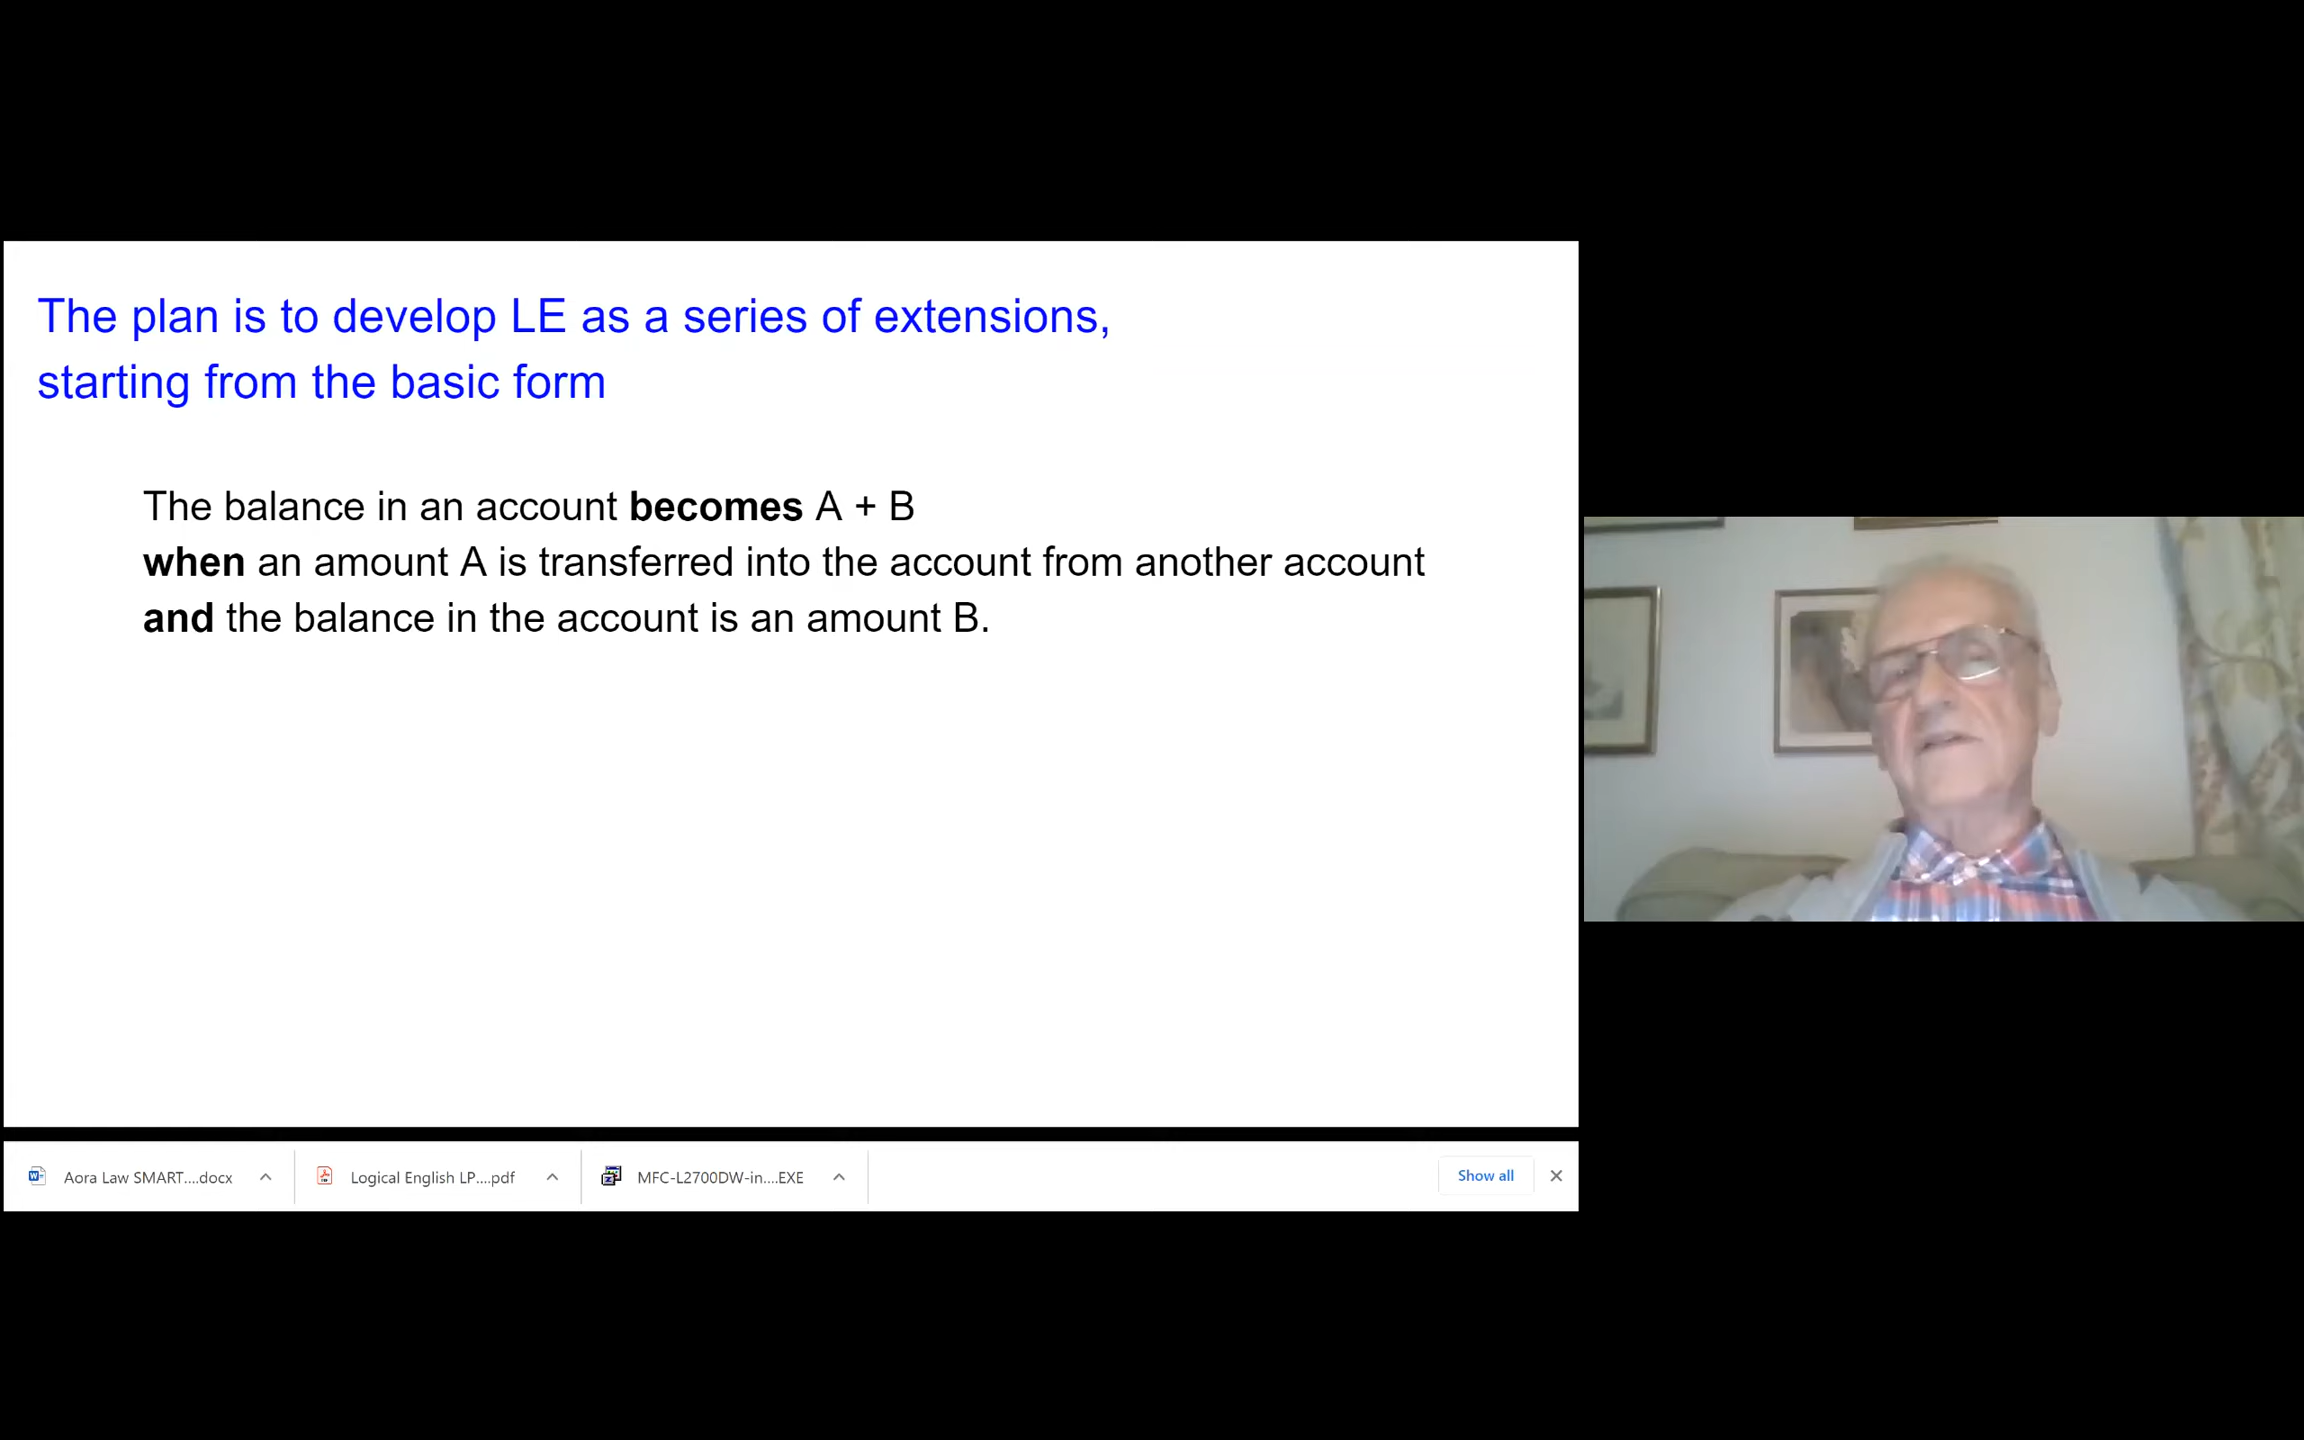 The plan is to develop LE as a series of extensions,
starting from the basic form
The balance in an account becomes A + B
when an amount A is transferred into the account from another account
and the balance in the account is an amount B.
Aora Law SMART....docx
Logical English LP....pdf
MFC-L2700DW-in....EXE
Show all